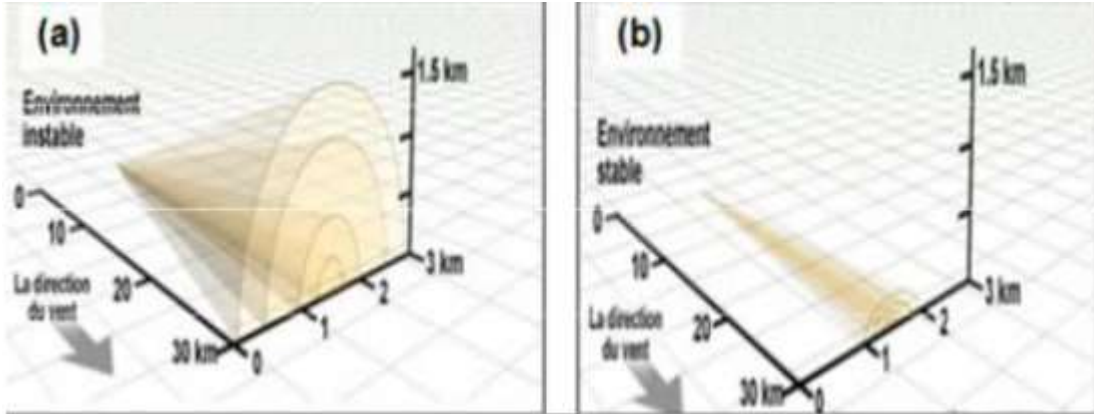 (a)
1.5 km
Environnement
instable
0
10
20
La direction
du vent
30 km
0
1
2
3 km
(b)
1.5 km
Environnement
stable
0
10
20
La direction
du vent
30 km
0
1
2
3 km